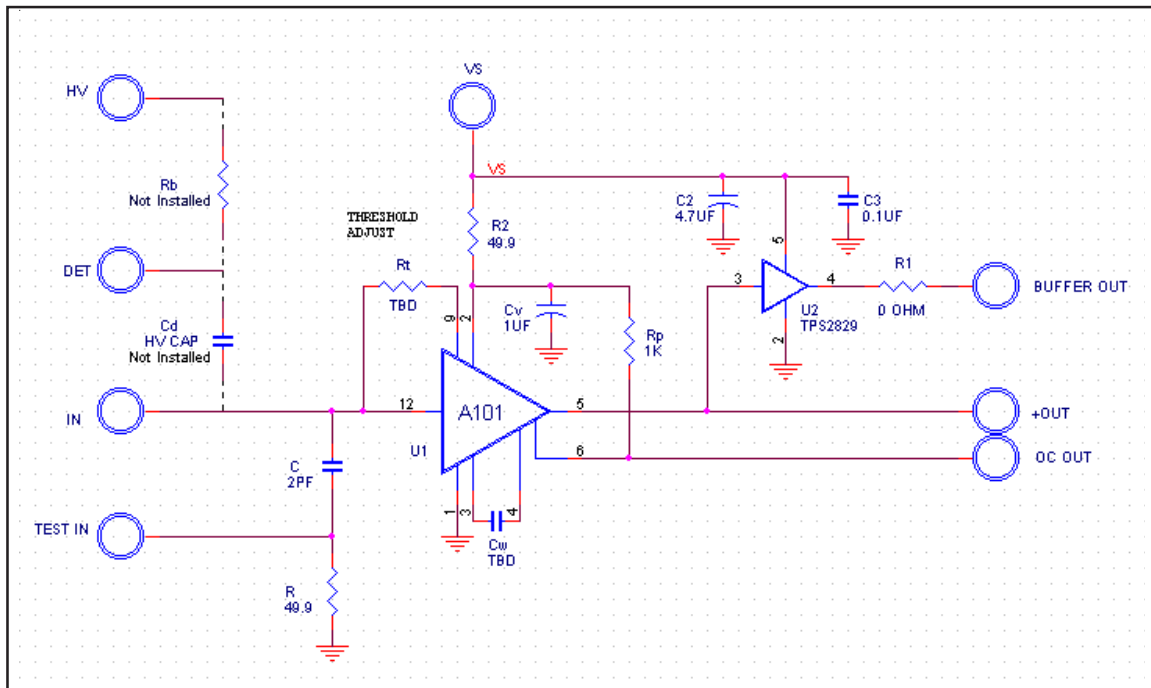 VS
HV
VS
Rb
Not Installed
C2
4.7UF
C3
0.1UF
THRESHOLD
ADJUST
R2
49.9
5
DET
Rt
TBD
3
4
R1
0 OHM
BUFFER OUT
U2
TPS2829
Cd
HV CAP
Not Installed
9
2
Cv
1UF
Rp
1K
2
IN
12
A101
5
+OUT
U1
6
OC OUT
C
2PF
1
3
4
TEST IN
Cw
TBD
R
49.9